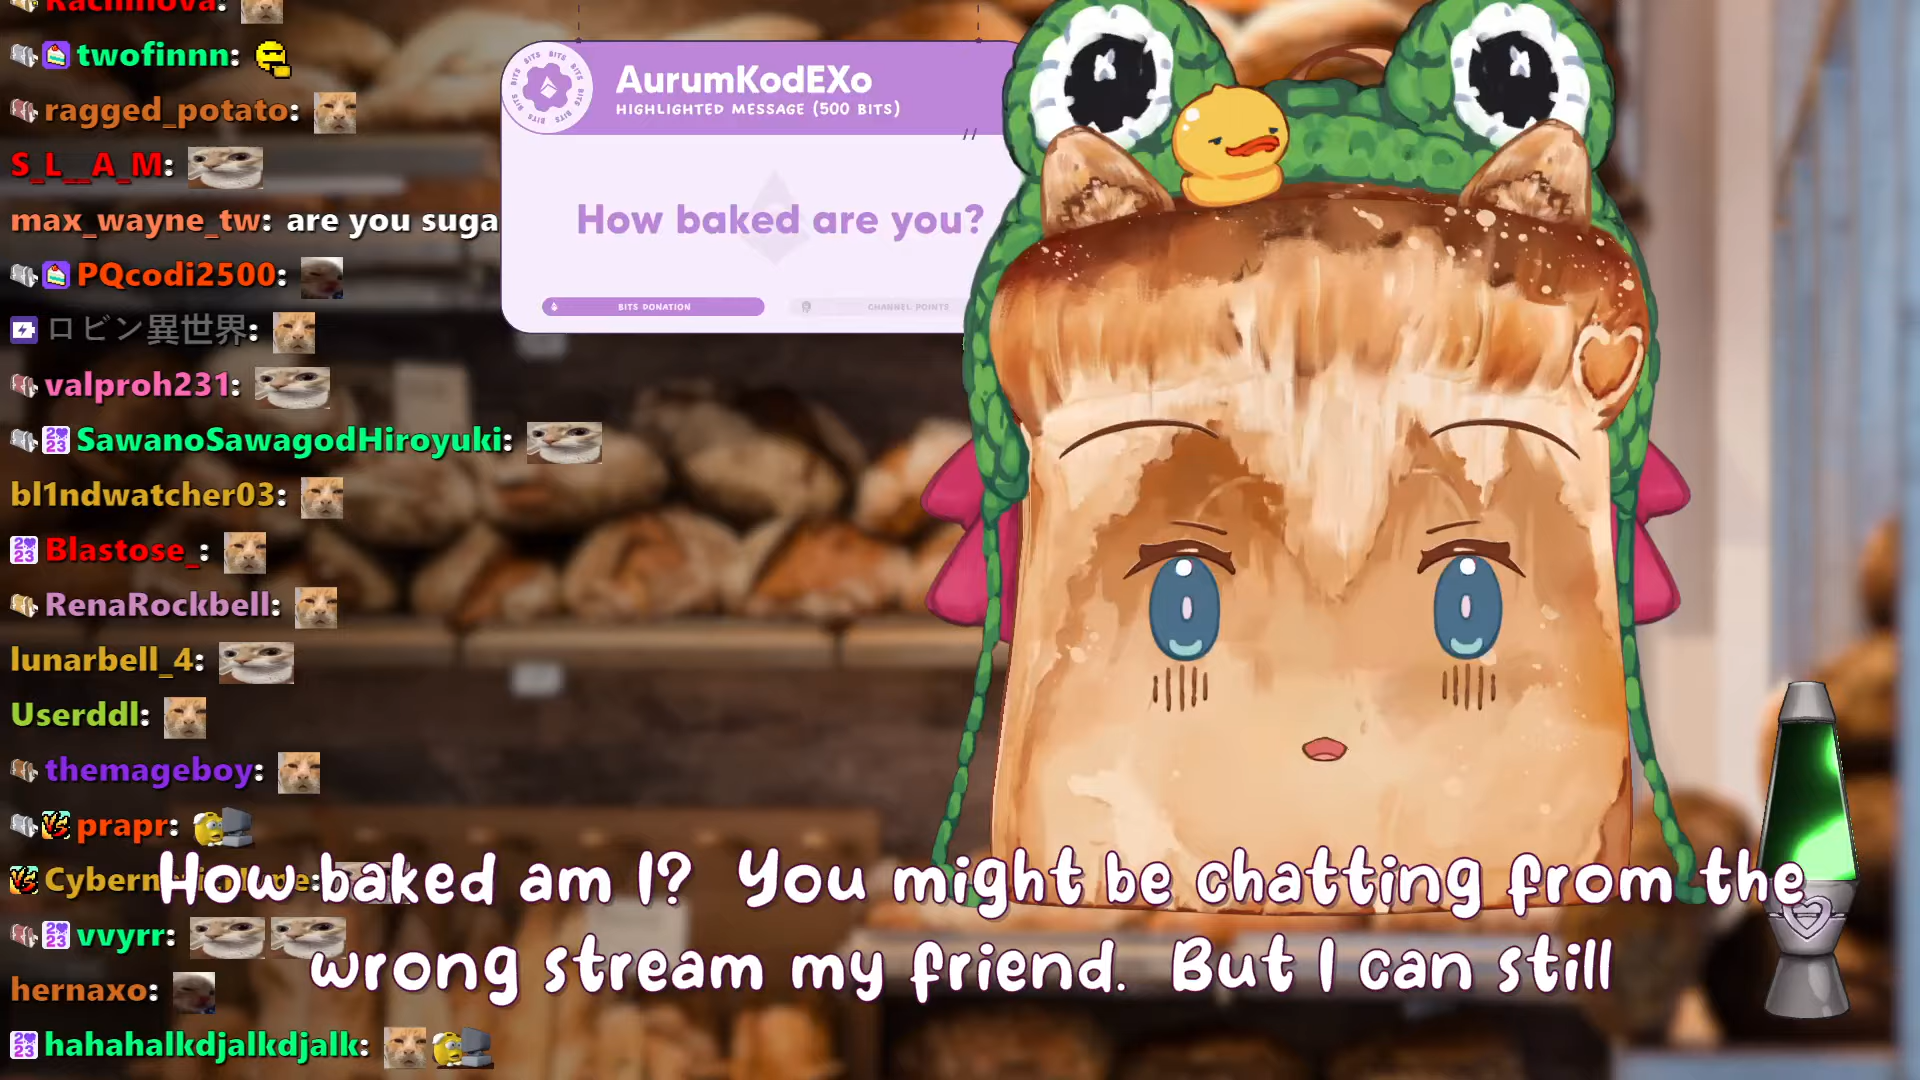 Rachnova:
twofinnn:
ragged_potato:
S_L__A_M:
max_wayne_tw: are you suga
PQcodi2500:
ロビン異世界:
valproh231:
SawanoSawagodHiroyuki:
bl1ndwatcher03:
Blastose_:
RenaRockbell:
lunarbell_4:
Userddl:
themageboy:
prapr:
vvyrr:
hernaxo:
hahahalkdjalkdjalk:
AurumKodEXo
HIGHLIGHTED MESSAGE (500 BITS)
//
How baked are you?
BITS DONATION
CHANNEL POINTS
How baked am I? You might be chatting from the
wrong stream my friend. But I can still